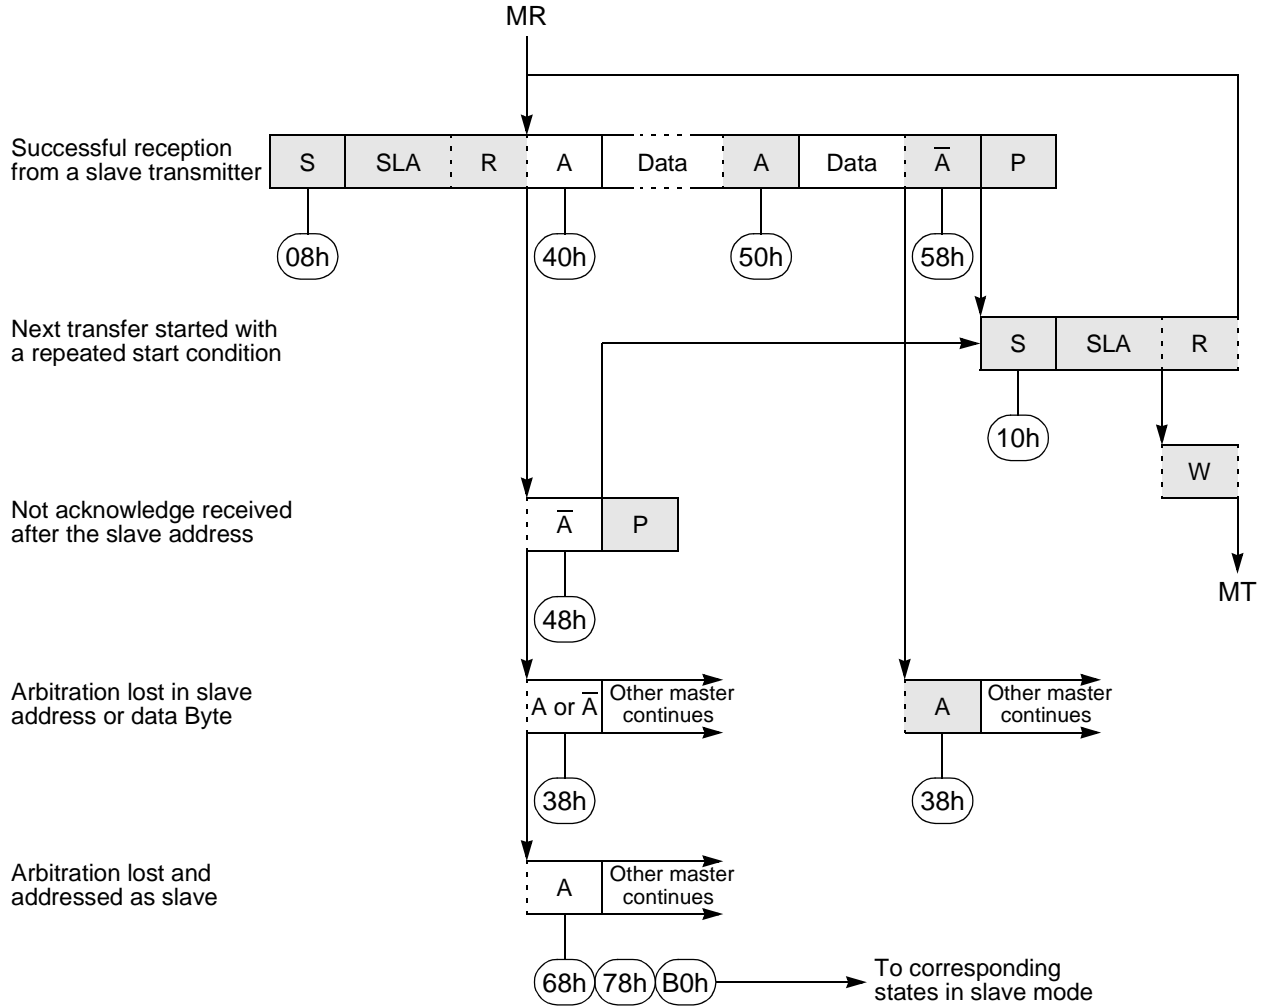 MR
Successful reception
from a slave transmitter
S SLA R A Data A Data A̅ P
08h 40h 50h 58h
Next transfer started with
a repeated start condition
S SLA R
10h
W
Not acknowledge received
after the slave address
A̅ P
MT
48h
Arbitration lost in slave
address or data Byte
A or A̅
Other master
continues
A
Other master
continues
38h 38h
Arbitration lost and
addressed as slave
A
Other master
continues
68h 78h B0h
To corresponding
states in slave mode